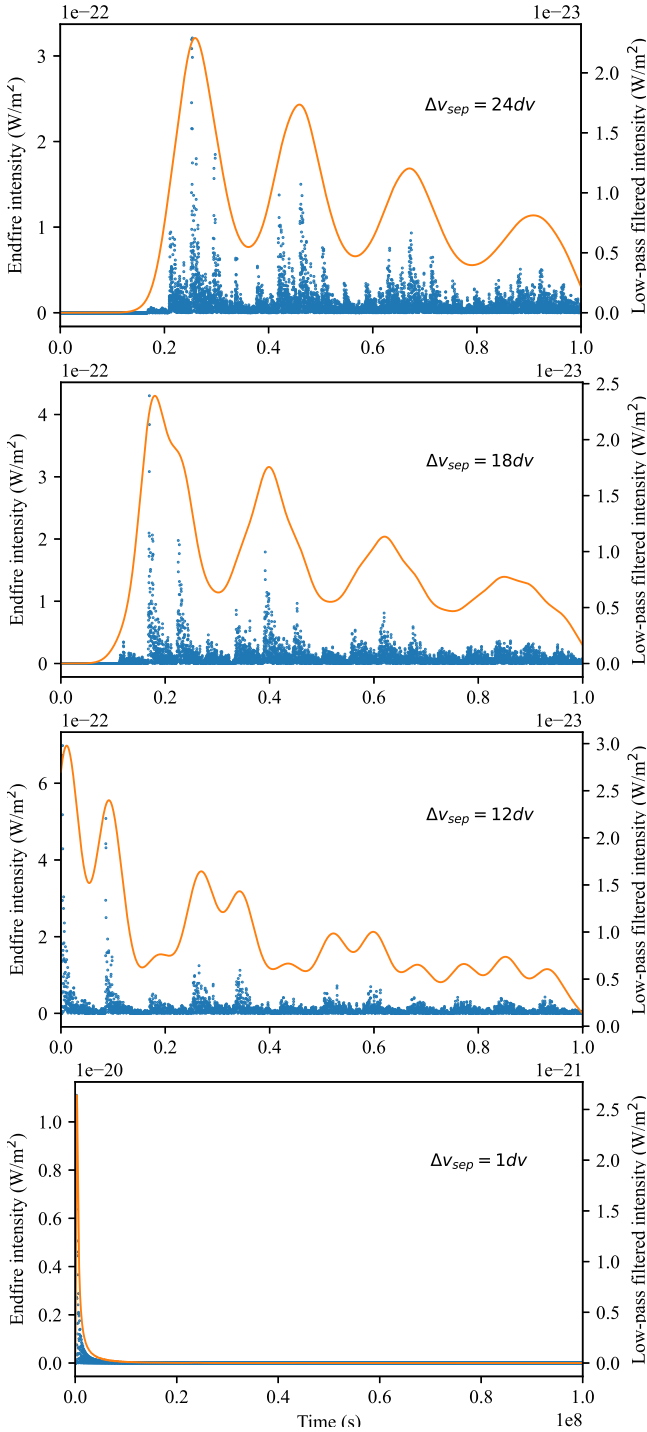 1e−22 1e−23
Endfire intensity (W/m²)
3
2
1
0
Δv_sep = 24dv
2.0
1.5
1.0
0.5
0.0
Low-pass filtered intensity (W/m²)
0.0 0.2 0.4 0.6 0.8 1.0
1e−22 1e−23
Endfire intensity (W/m²)
4
3
2
1
0
Δv_sep = 18dv
2.5
2.0
1.5
1.0
0.5
0.0
Low-pass filtered intensity (W/m²)
0.0 0.2 0.4 0.6 0.8 1.0
1e−22 1e−23
Endfire intensity (W/m²)
6
4
2
0
Δv_sep = 12dv
3.0
2.5
2.0
1.5
1.0
0.5
0.0
Low-pass filtered intensity (W/m²)
0.0 0.2 0.4 0.6 0.8 1.0
1e−20 1e−21
Endfire intensity (W/m²)
1.0
0.8
0.6
0.4
0.2
0.0
Δv_sep = 1dv
2.5
2.0
1.5
1.0
0.5
0.0
Low-pass filtered intensity (W/m²)
0.0 0.2 0.4 0.6 0.8 1.0
Time (s) 1e8